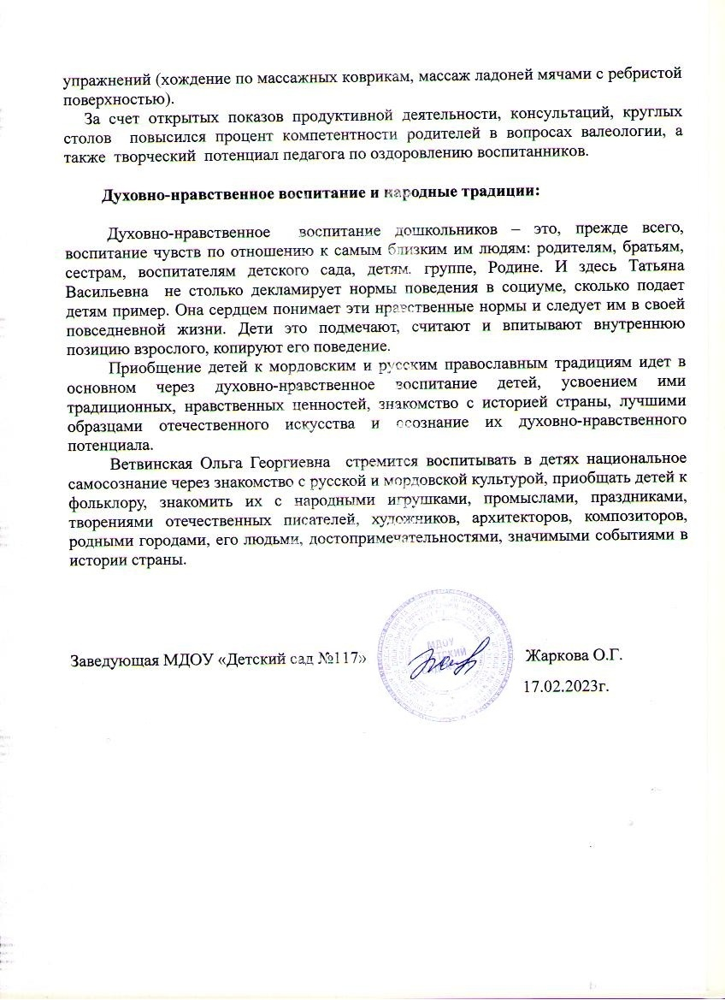 упражнений (хождение по массажных коврикам, массаж ладоней мячами с ребристой
поверхностью).
За счет открытых показов продуктивной деятельности, консультаций, круглых
столов повысился процент компетентности родителей в вопросах валеологии, а
также творческий потенциал педагога по оздоровлению воспитанников.
Духовно-нравственное воспитание и народные традиции:
Духовно-нравственное воспитание дошкольников – это, прежде всего,
воспитание чувств по отношению к самым близким им людям: родителям, братьям,
сестрам, воспитателям детского сада, детям. группе, Родине. И здесь Татьяна
Васильевна не столько декларирует нормы поведения в социуме, сколько подает
детям пример. Она сердцем понимает эти нравственные нормы и следует им в своей
повседневной жизни. Дети это подмечают, считают и впитывают внутреннюю
позицию взрослого, копируют его поведение.
Приобщение детей к мордовским и русским православным традициям идет в
основном через духовно-нравственное воспитание детей, усвоением ими
традиционных, нравственных ценностей, знакомство с историей страны, лучшими
образцами отечественного искусства и осознание их духовно-нравственного
потенциала.
Ветвинская Ольга Георгиевна стремится воспитывать в детях национальное
самосознание через знакомство с русской и мордовской культурой, приобщать детей к
фольклору, знакомить их с народными игрушками, промыслами, праздниками,
творениями отечественных писателей, художников, архитекторов, композиторов,
родными городами, его людьми, достопримечательностями, значимыми событиями в
истории страны.
МДОУ
Заведующая МДОУ «Детский сад №117» Жаркова О.Г.
17.02.2023г.